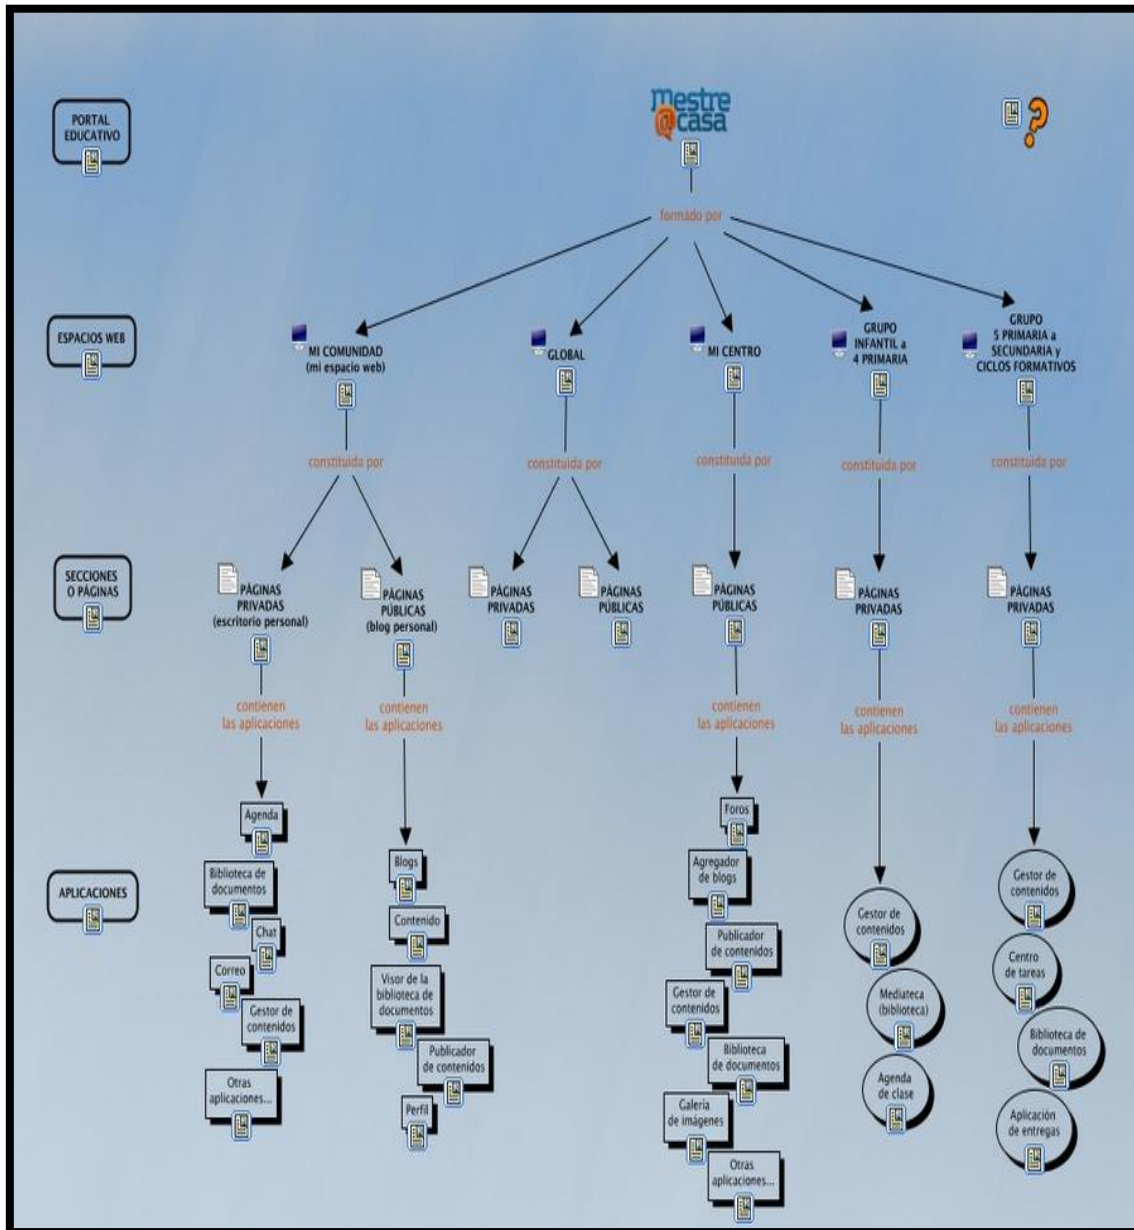 PORTAL
EDUCATIVO
mestre
@casa
?
formado por
ESPACIOS WEB
MI COMUNIDAD
(mi espacio web)
GLOBAL
MI CENTRO
GRUPO
INFANTIL a
4 PRIMARIA
GRUPO
5 PRIMARIA a
SECUNDARIA y
CICLOS FORMATIVOS
constituida por
constituida por
constituida por
constituida por
constituida por
SECCIONES
O PÁGINAS
PÁGINAS
PRIVADAS
(escritorio personal)
PÁGINAS
PÚBLICAS
(blog personal)
PÁGINAS
PRIVADAS
PÁGINAS
PÚBLICAS
PÁGINAS
PÚBLICAS
PÁGINAS
PRIVADAS
PÁGINAS
PRIVADAS
contienen
las aplicaciones
contienen
las aplicaciones
contienen
las aplicaciones
contienen
las aplicaciones
contienen
las aplicaciones
APLICACIONES
Agenda
Biblioteca de
documentos
Chat
Correo
Gestor de
contenidos
Otras
aplicaciones...
Blogs
Contenido
Visor de la
biblioteca de
documentos
Publicador
de contenidos
Perfil
Foros
Agregador
de blogs
Publicador
de contenidos
Gestor de
contenidos
Biblioteca
de documentos
Galería
de imágenes
Otras
aplicaciones...
Gestor de
contenidos
Mediateca
(biblioteca)
Agenda
de clase
Gestor de
contenidos
Centro
de tareas
Biblioteca de
documentos
Aplicación
de entregas